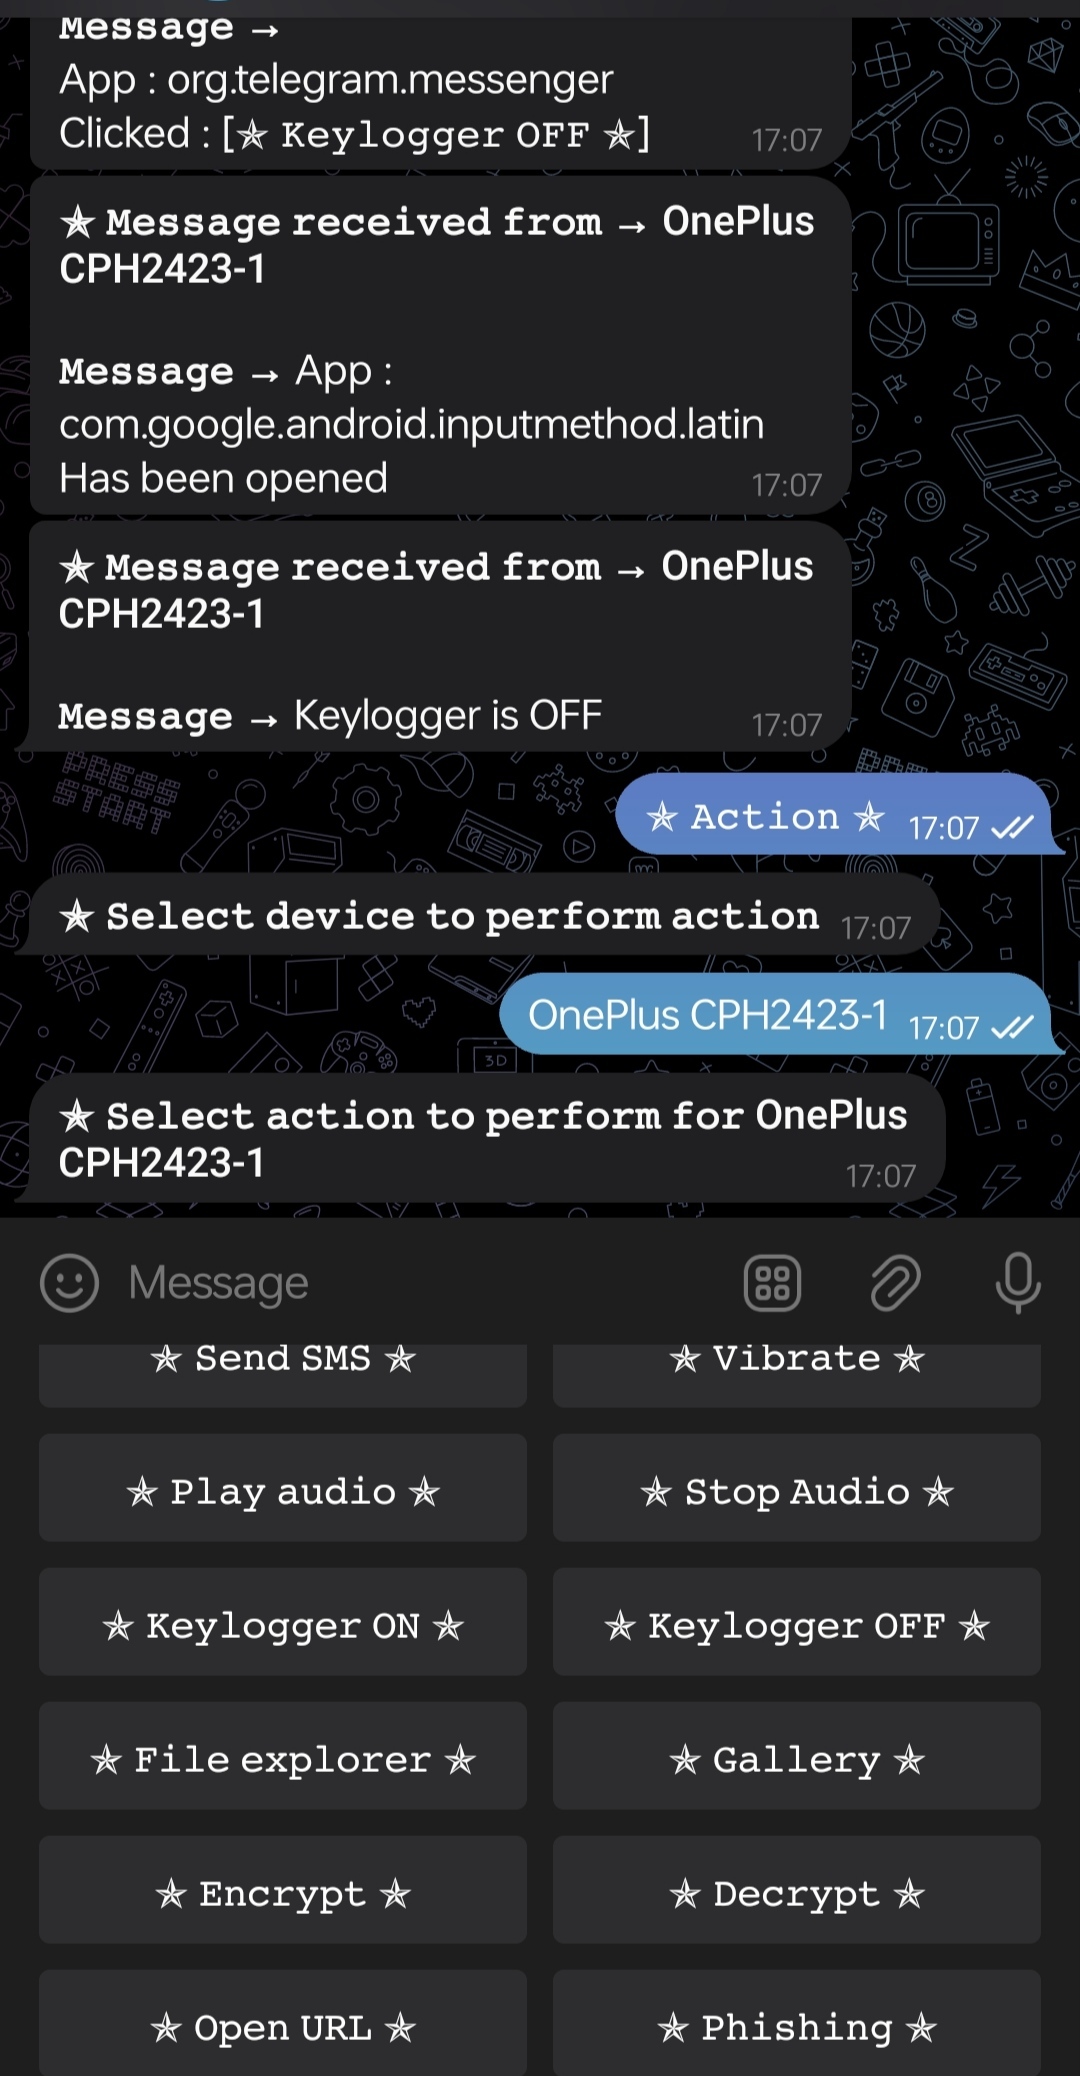 Message →
App : org.telegram.messenger
Clicked : [✯ Keylogger OFF ✯] 17:07
✯ Message received from → OnePlus
CPH2423-1
Message → App :
com.google.android.inputmethod.latin
Has been opened 17:07
✯ Message received from → OnePlus
CPH2423-1
Message → Keylogger is OFF 17:07
PRESS
START
✯ Action ✯ 17:07
✯ Select device to perform action 17:07
OnePlus CPH2423-1 17:07
3D
✯ Select action to perform for OnePlus
CPH2423-1 17:07
Message
✯ Send SMS ✯ ✯ Vibrate ✯
✯ Play audio ✯ ✯ Stop Audio ✯
✯ Keylogger ON ✯ ✯ Keylogger OFF ✯
✯ File explorer ✯ ✯ Gallery ✯
✯ Encrypt ✯ ✯ Decrypt ✯
✯ Open URL ✯ ✯ Phishing ✯